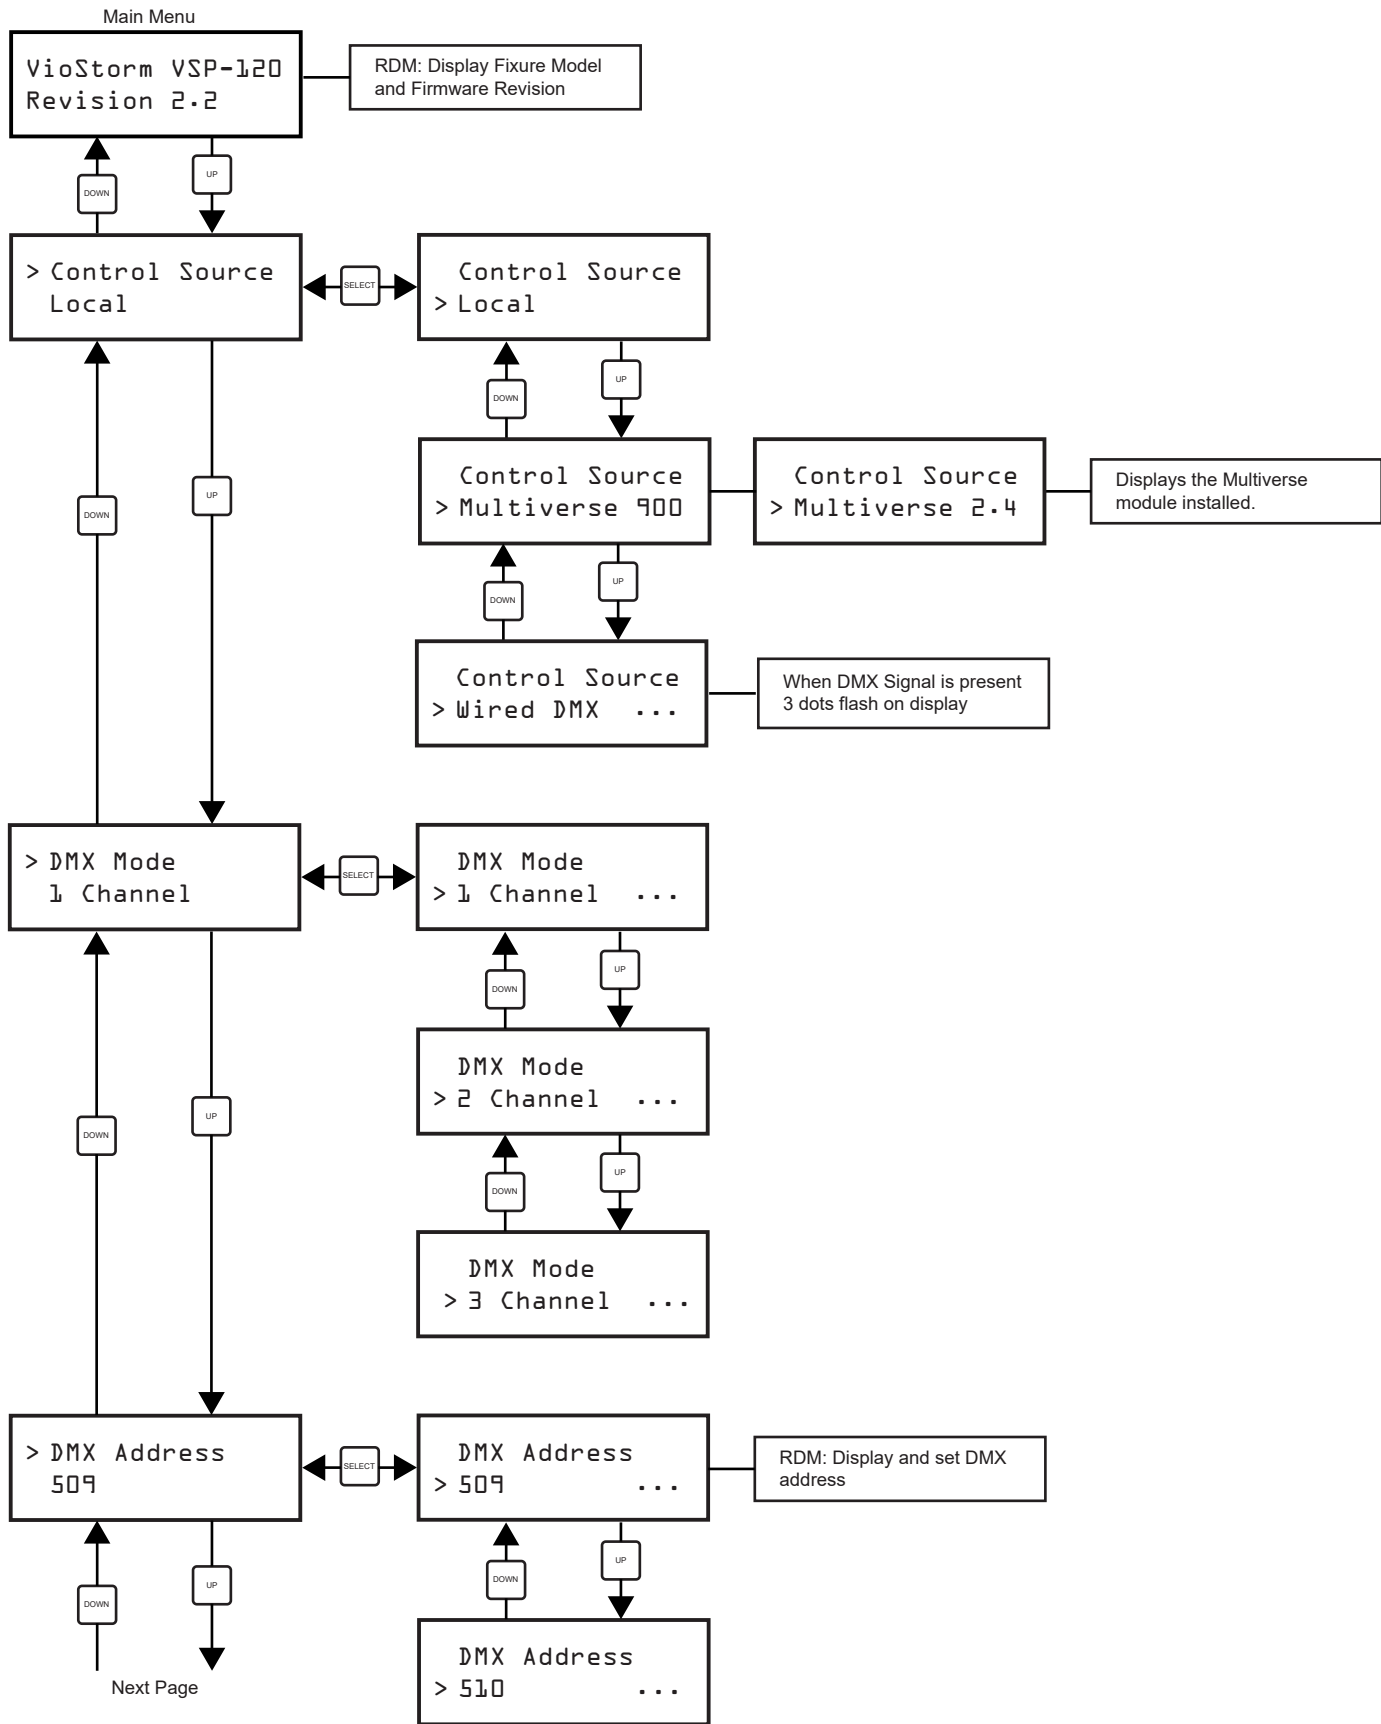 Main Menu
VioStorm VSP-120
Revision 2.2
RDM: Display Fixure Model
and Firmware Revision
DOWN
UP
> Control Source
Local
SELECT
Control Source
> Local
DOWN
UP
Control Source
> Multiverse 900
Control Source
> Multiverse 2.4
Displays the Multiverse
module installed.
DOWN
UP
DOWN
UP
Control Source
> Wired DMX ...
When DMX Signal is present
3 dots flash on display
> DMX Mode
1 Channel
SELECT
DMX Mode
> 1 Channel ...
DOWN
UP
DMX Mode
> 2 Channel ...
DOWN
UP
DOWN
UP
DMX Mode
> 3 Channel ...
> DMX Address
509
SELECT
DMX Address
> 509 ...
RDM: Display and set DMX
address
DOWN
UP
DOWN
UP
DMX Address
> 510 ...
Next Page